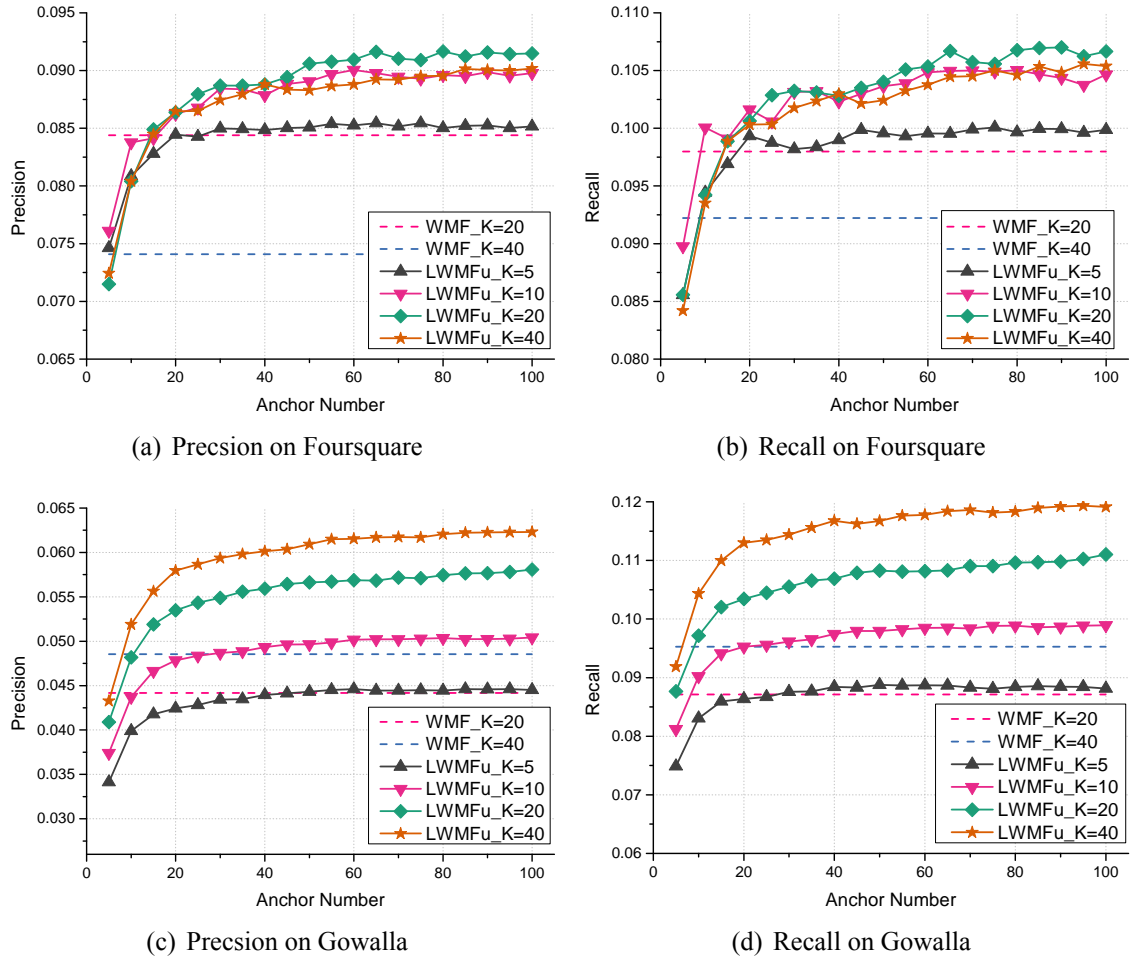 0.095
0.090
0.085
0.080
0.075
0.070
0.065
Precision
0 20 40 60 80 100
Anchor Number
WMF_K=20
WMF_K=40
LWMFu_K=5
LWMFu_K=10
LWMFu_K=20
LWMFu_K=40
(a) Precsion on Foursquare
0.110
0.105
0.100
0.095
0.090
0.085
0.080
Recall
0 20 40 60 80 100
Anchor Number
WMF_K=20
WMF_K=40
LWMFu_K=5
LWMFu_K=10
LWMFu_K=20
LWMFu_K=40
(b) Recall on Foursquare
0.065
0.060
0.055
0.050
0.045
0.040
0.035
0.030
Precision
0 20 40 60 80 100
Anchor Number
WMF_K=20
WMF_K=40
LWMFu_K=5
LWMFu_K=10
LWMFu_K=20
LWMFu_K=40
(c) Precsion on Gowalla
0.12
0.11
0.10
0.09
0.08
0.07
0.06
Recall
0 20 40 60 80 100
Anchor Number
WMF_K=20
WMF_K=40
LWMFu_K=5
LWMFu_K=10
LWMFu_K=20
LWMFu_K=40
(d) Recall on Gowalla